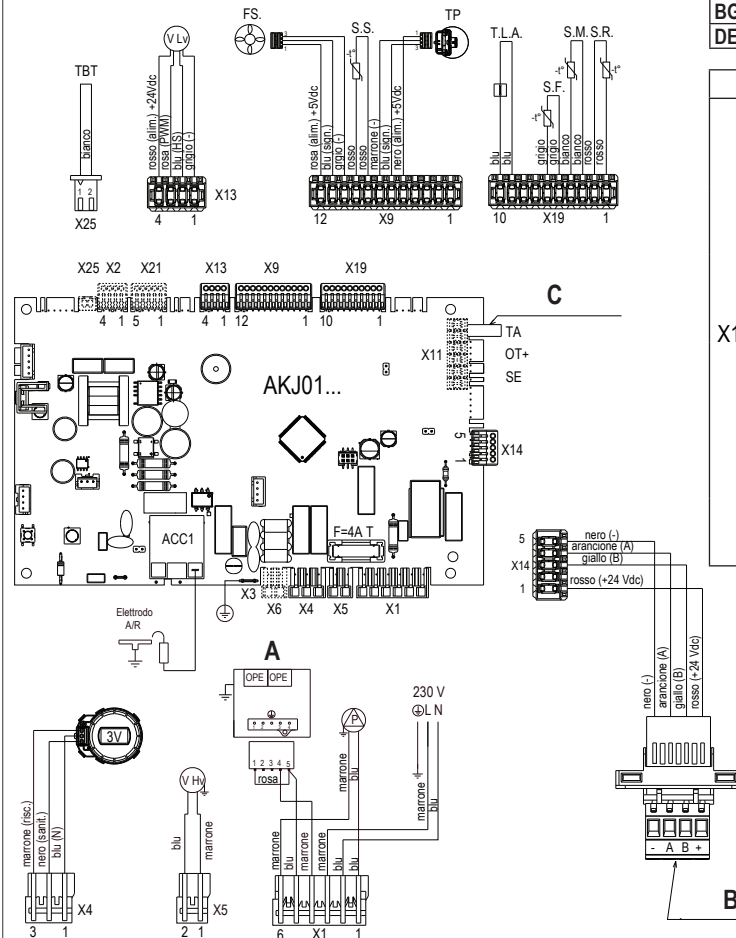 BG
DE
FS.
TP
V Lv
S.S.
-t°
T.L.A.
S.M. S.R.
-t°
-t°
S.F.
-t°
TBT
bianco
1 2
X25
rosso (alim.) +24Vdc
rosa (PWM)
blu (HS)
grigio (-)
4 1
X13
3
1
rosa (alim.) +5Vdc
blu (sign.)
grigio (-)
rosso
rosso
marrone (-)
blu (sign.)
nero (alim.) +5Vdc
12 X9 1
blu
blu
grigio
grigio
bianco
bianco
rosso
rosso
10 X19 1
X25 X2 X21 X13 X9 X19
4 1 5 1 4 1 12 1 10 1
C
TA
X11
OT+
SE
X1
AKJ01...
5
1
X14
ACC1
F=4A T
X3
X6 X4 X5 X1
Elettrodo
A/R
5
X14
1
nero (-)
arancione (A)
giallo (B)
rosso (+24 Vdc)
nero (-)
arancione (A)
giallo (B)
rosso (+24 Vdc)
- A B +
B
A
OPE OPE
1 2 3 4 5
rosa
P
marrone
blu
230 V
L N
marrone
blu
marrone
blu
marrone
marrone
blu
blu
6 X1 1
3V
marrone (risc.)
nero (sanit.)
blu (N)
X4
3 1
V Hv
blu
marrone
X5
2 1